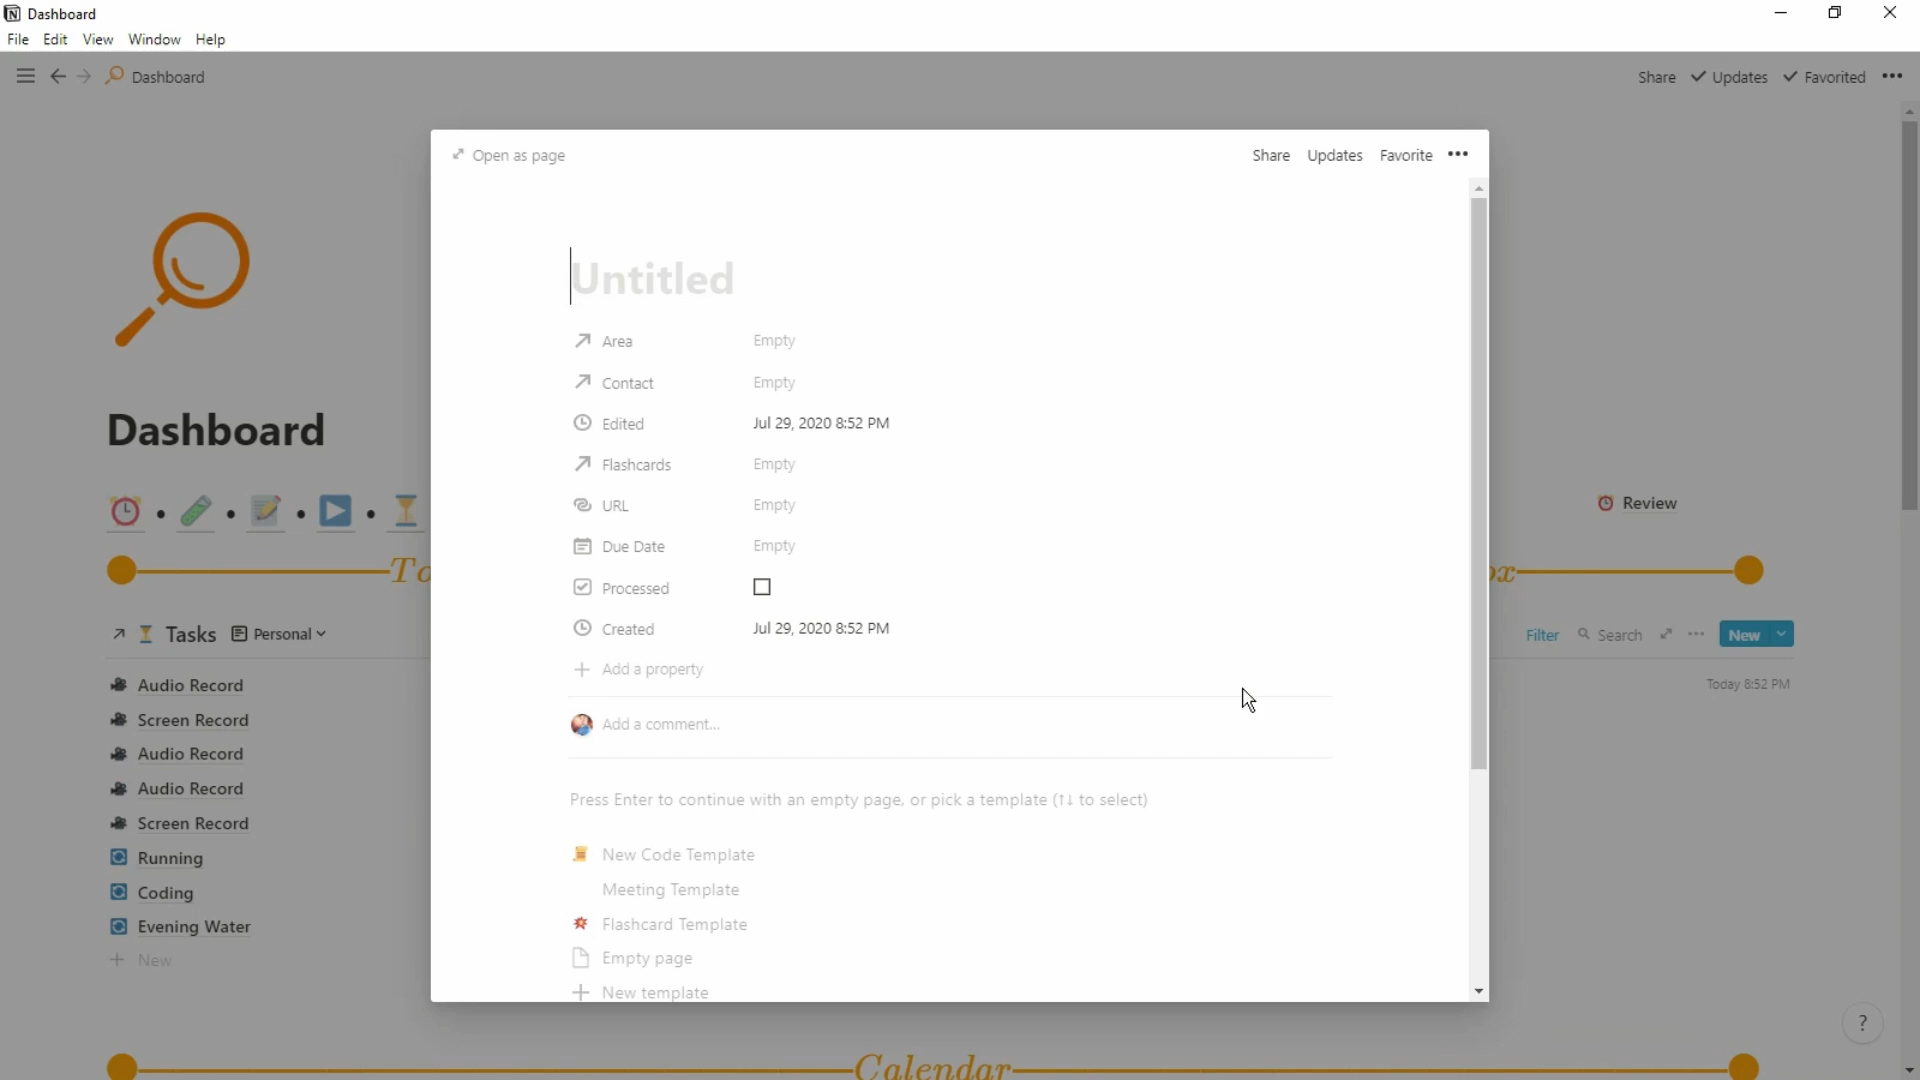 Dashboard
File Edit View Window Help
Dashboard
Share Updates Favorited
Open as page
Share Updates Favorite
Untitled
Area Empty
Contact Empty
Edited Jul 29, 2020 8:52 PM
Flashcards Empty
URL Empty
Due Date Empty
Processed
Created Jul 29, 2020 8:52 PM
Add a property
Add a comment...
Press Enter to continue with an empty page, or pick a template (↑↓ to select)
New Code Template
Meeting Template
Flashcard Template
Empty page
New template
Dashboard
Review
To
ox
Tasks Personal
Filter Search New
Today 8:52 PM
Audio Record
Screen Record
Audio Record
Audio Record
Screen Record
Running
Coding
Evening Water
New
?
Calendar